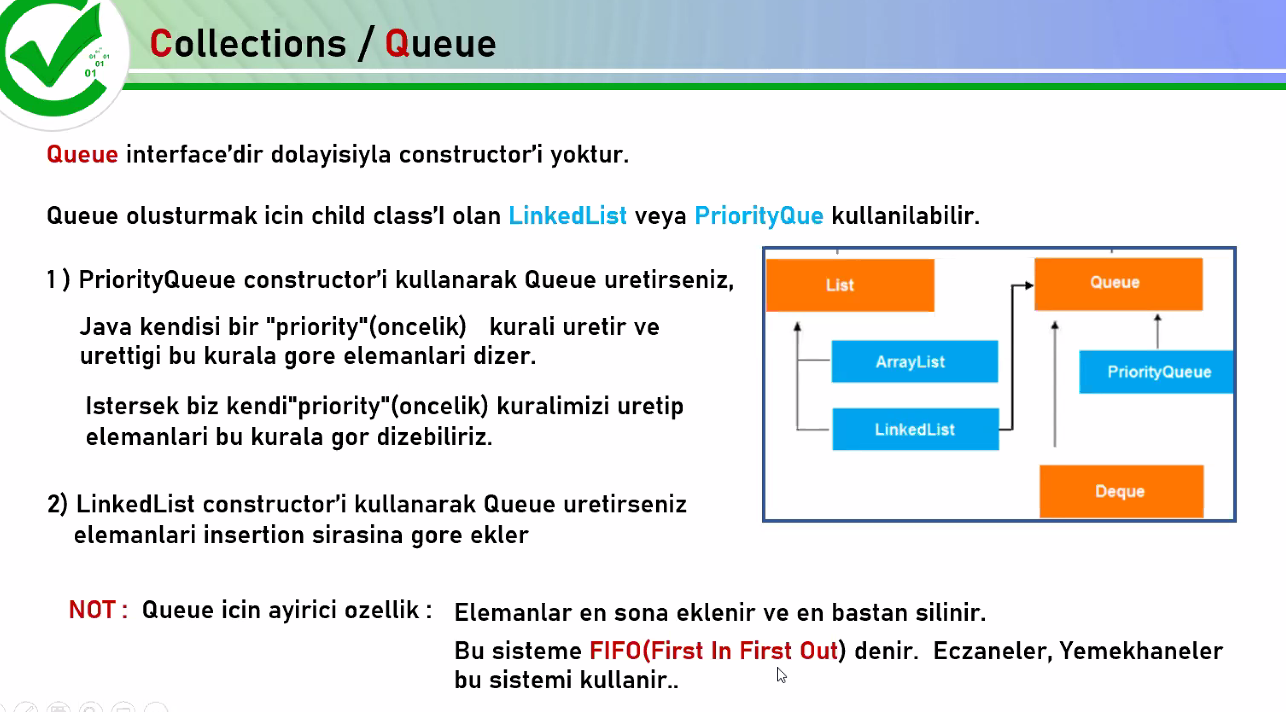 Collections / Queue
01 01
01
01
Queue interface’dir dolayisiyla constructor’i yoktur.
Queue olusturmak icin child class’I olan LinkedList veya PriorityQue kullanilabilir.
1 ) PriorityQueue constructor’i kullanarak Queue uretirseniz,
Java kendisi bir "priority"(oncelik) kurali uretir ve
urettigi bu kurala gore elemanlari dizer.
Istersek biz kendi"priority"(oncelik) kuralimizi uretip
elemanlari bu kurala gor dizebiliriz.
2) LinkedList constructor’i kullanarak Queue uretirseniz
elemanlari insertion sirasina gore ekler
List
Queue
ArrayList
PriorityQueue
LinkedList
Deque
NOT : Queue icin ayirici ozellik : Elemanlar en sona eklenir ve en bastan silinir.
Bu sisteme FIFO(First In First Out) denir. Eczaneler, Yemekhaneler
bu sistemi kullanir..